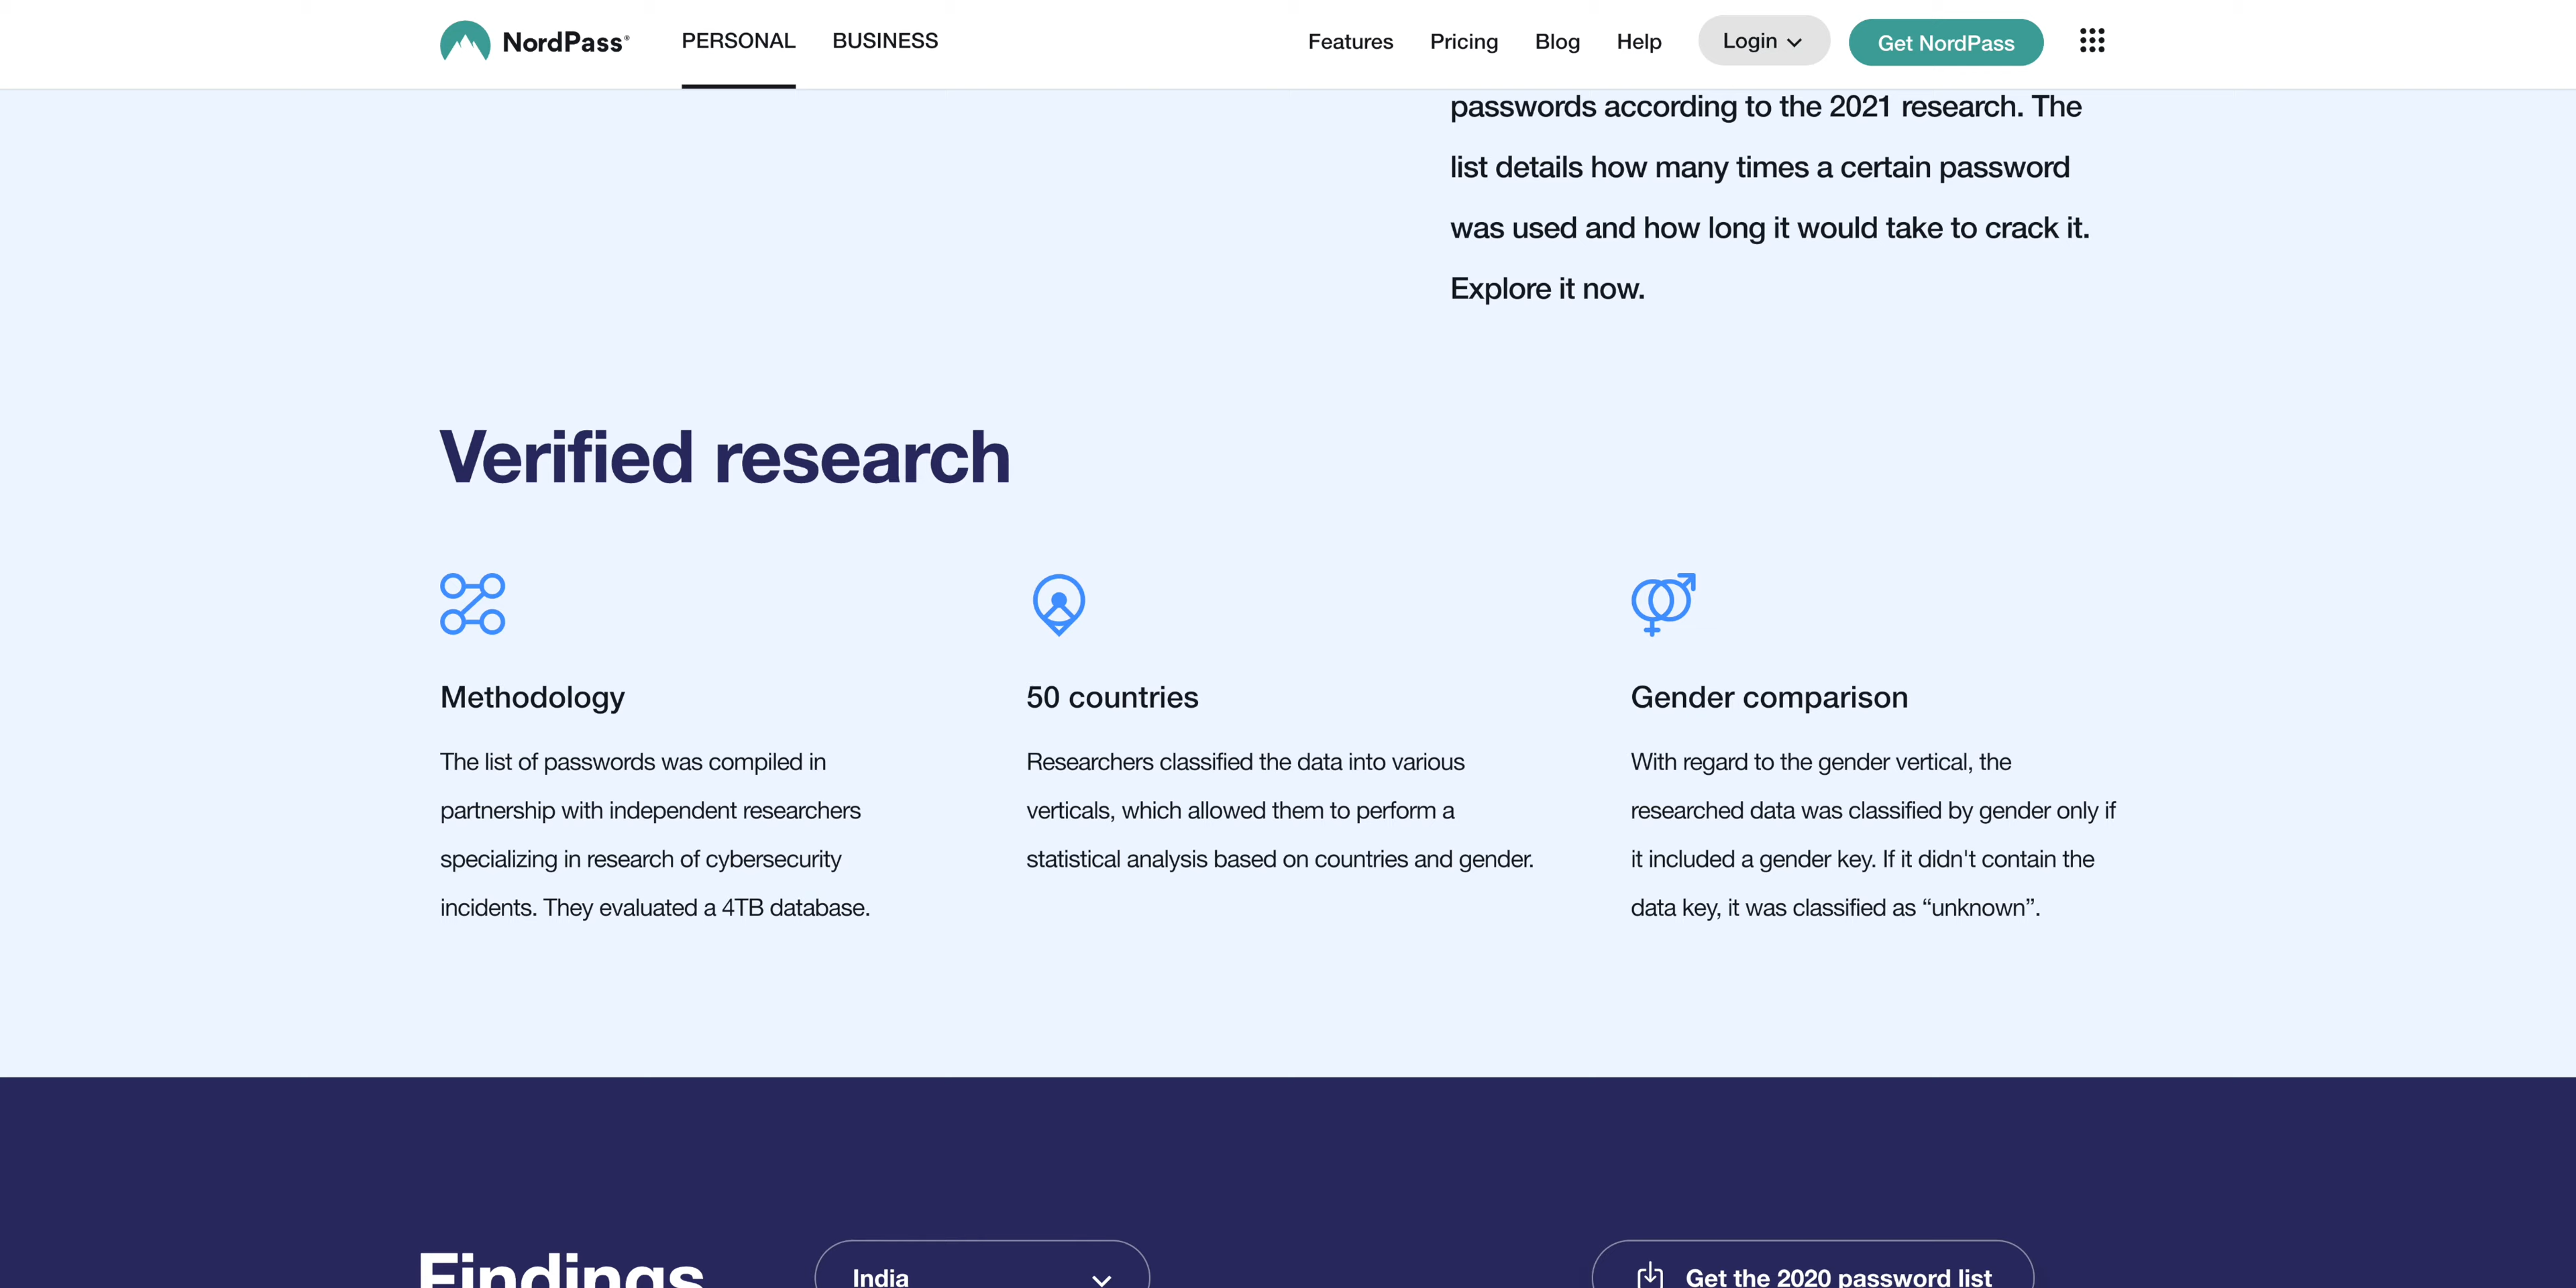 NordPass®
PERSONAL
BUSINESS
Features
Pricing
Blog
Help
Login
Get NordPass
passwords according to the 2021 research. The
list details how many times a certain password
was used and how long it would take to crack it.
Explore it now.
Verified research
Methodology
The list of passwords was compiled in
partnership with independent researchers
specializing in research of cybersecurity
incidents. They evaluated a 4TB database.
50 countries
Researchers classified the data into various
verticals, which allowed them to perform a
statistical analysis based on countries and gender.
Gender comparison
With regard to the gender vertical, the
researched data was classified by gender only if
it included a gender key. If it didn't contain the
data key, it was classified as “unknown”.
Findings
India
Get the 2020 password list